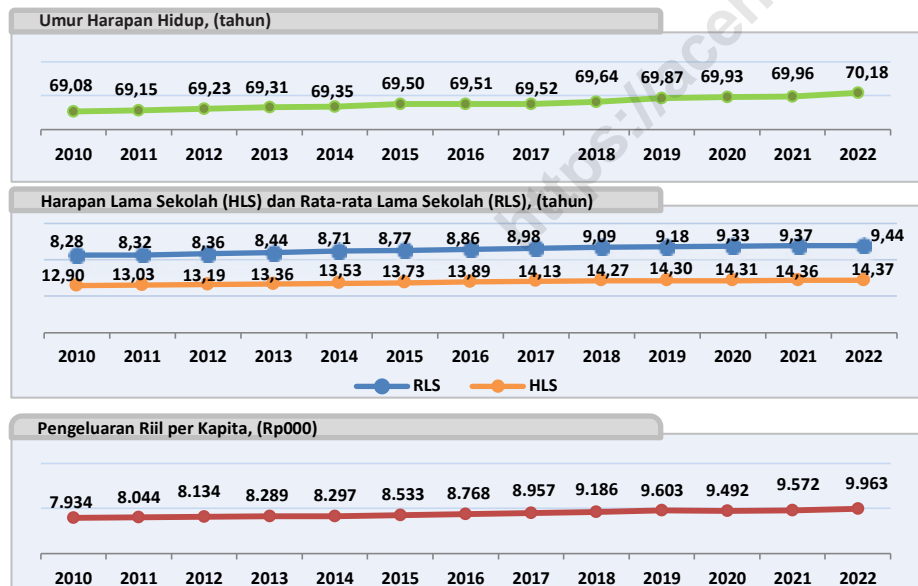 Umur Harapan Hidup, (tahun)
69,08 69,15 69,23 69,31 69,35 69,50 69,51 69,52 69,64 69,87 69,93 69,96 70,18
2010 2011 2012 2013 2014 2015 2016 2017 2018 2019 2020 2021 2022
Harapan Lama Sekolah (HLS) dan Rata-rata Lama Sekolah (RLS), (tahun)
8,28 8,32 8,36 8,44 8,71 8,77 8,86 8,98 9,09 9,18 9,33 9,37 9,44
12,90 13,03 13,19 13,36 13,53 13,73 13,89 14,13 14,27 14,30 14,31 14,36 14,37
2010 2011 2012 2013 2014 2015 2016 2017 2018 2019 2020 2021 2022
RLS HLS
Pengeluaran Riil per Kapita, (Rp000)
7.934 8.044 8.134 8.289 8.297 8.533 8.768 8.957 9.186 9.603 9.492 9.572 9.963
2010 2011 2012 2013 2014 2015 2016 2017 2018 2019 2020 2021 2022